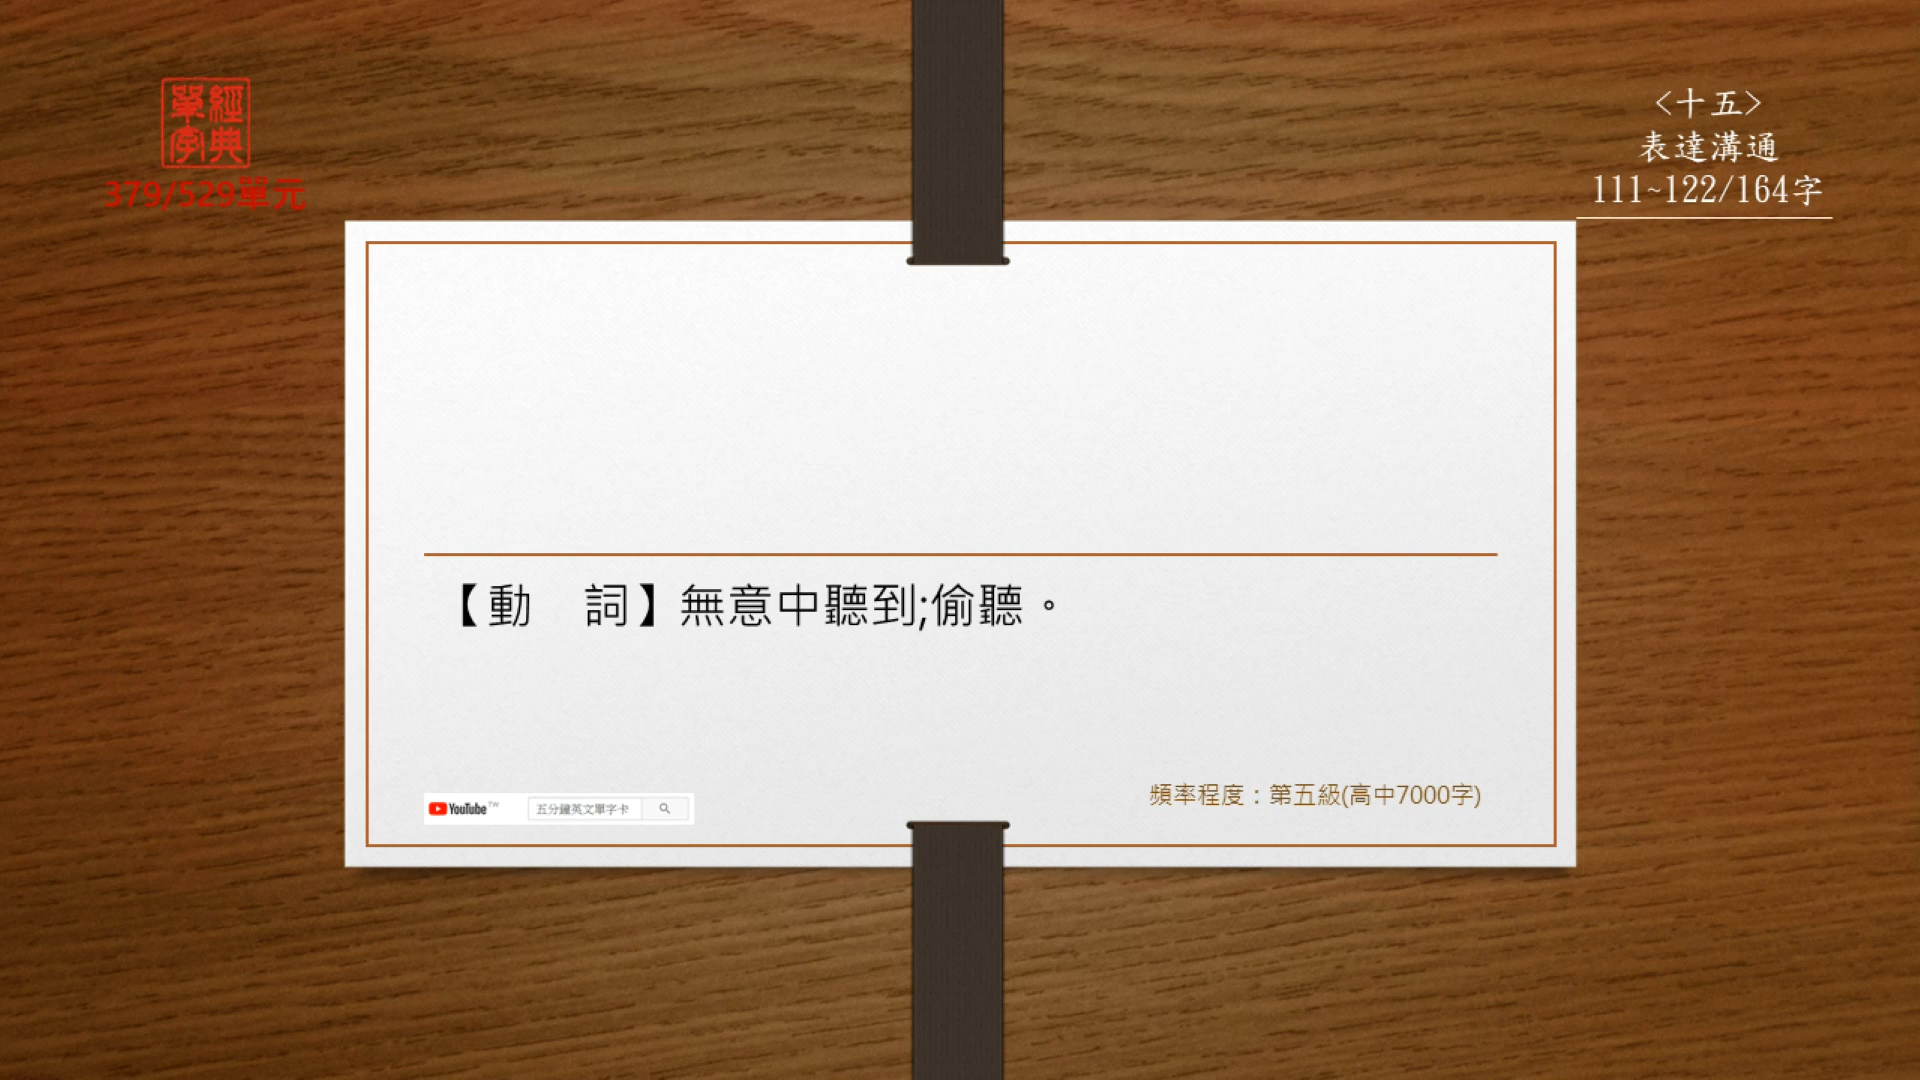 經典
單字
379/529單元
<十五>
表達溝通
111~122/164字
【動　詞】無意中聽到;偷聽。
YouTube TW
五分鐘英文單字卡
頻率程度：第五級(高中7000字)